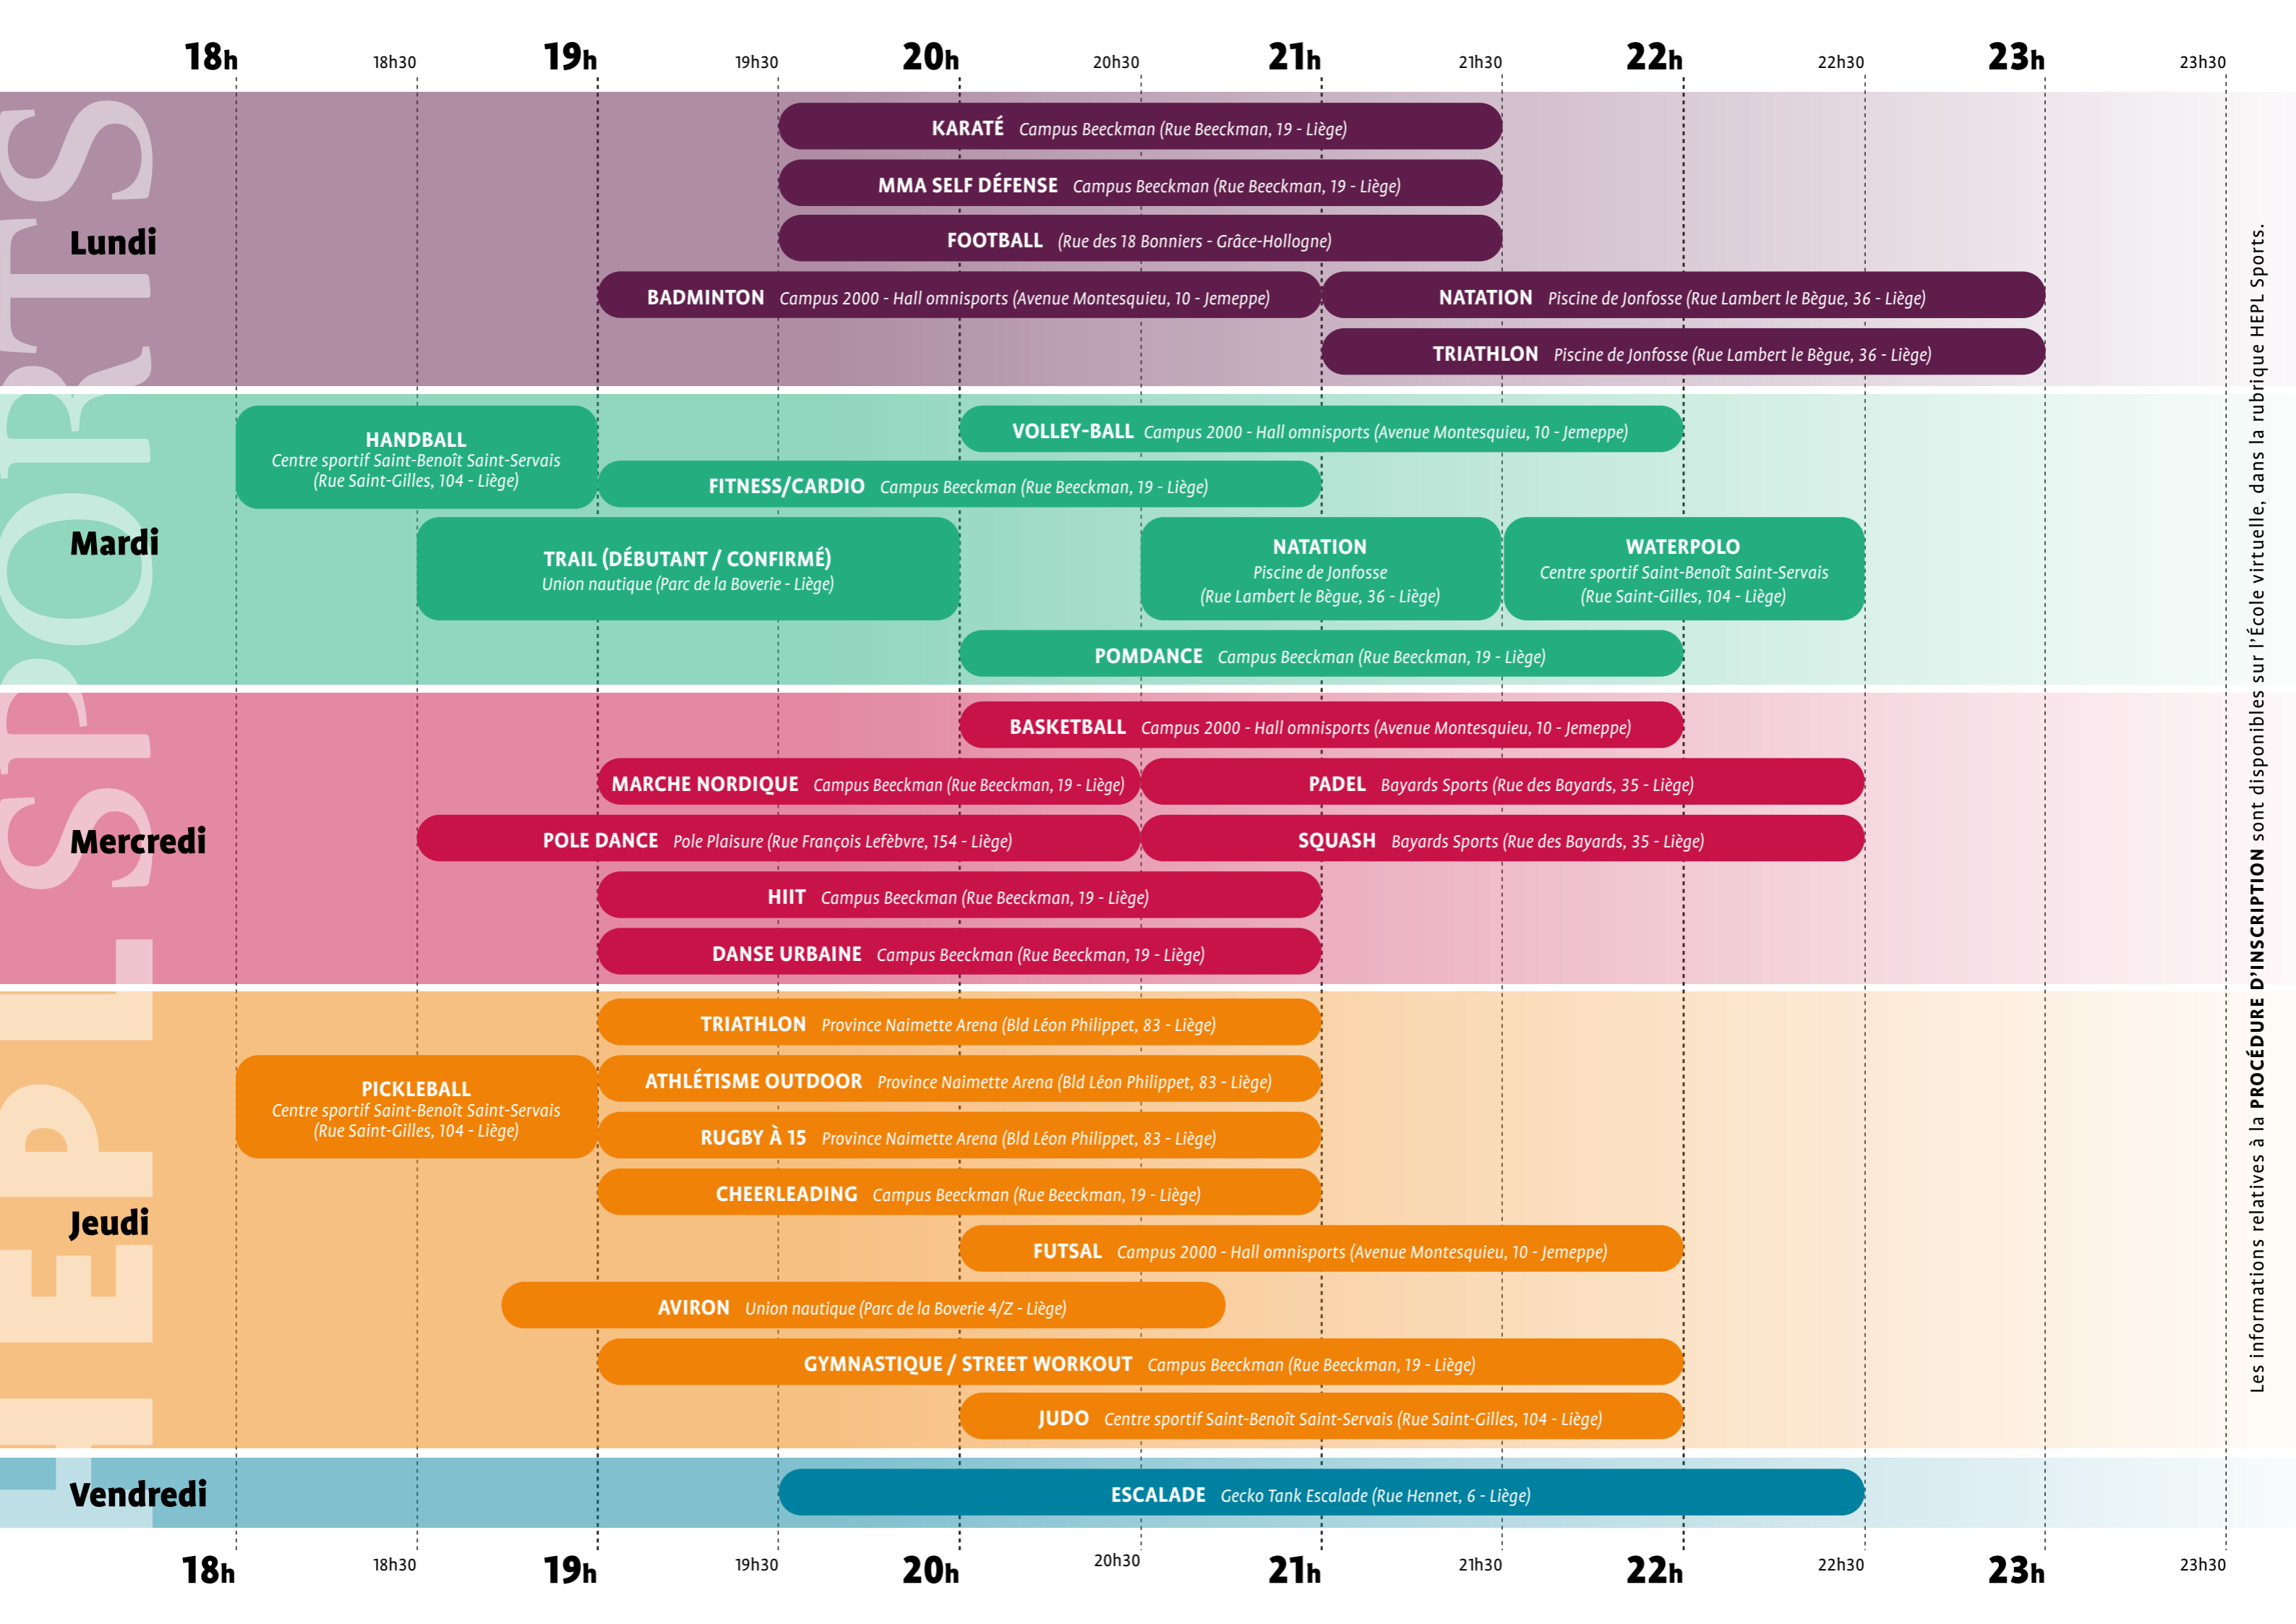 18h 18h30 19h 19h30 20h 20h30 21h 21h30 22h 22h30 23h 23h30
HEPL SPORTS
Lundi
KARATÉ Campus Beeckman (Rue Beeckman, 19 - Liège)
MMA SELF DÉFENSE Campus Beeckman (Rue Beeckman, 19 - Liège)
FOOTBALL (Rue des 18 Bonniers - Grâce-Hollogne)
BADMINTON Campus 2000 - Hall omnisports (Avenue Montesquieu, 10 - Jemeppe)
NATATION Piscine de Jonfosse (Rue Lambert le Bègue, 36 - Liège)
TRIATHLON Piscine de Jonfosse (Rue Lambert le Bègue, 36 - Liège)
Mardi
HANDBALL
Centre sportif Saint-Benoît Saint-Servais
(Rue Saint-Gilles, 104 - Liège)
VOLLEY-BALL Campus 2000 - Hall omnisports (Avenue Montesquieu, 10 - Jemeppe)
FITNESS/CARDIO Campus Beeckman (Rue Beeckman, 19 - Liège)
TRAIL (DÉBUTANT / CONFIRMÉ)
Union nautique (Parc de la Boverie - Liège)
NATATION
Piscine de Jonfosse
(Rue Lambert le Bègue, 36 - Liège)
WATERPOLO
Centre sportif Saint-Benoît Saint-Servais
(Rue Saint-Gilles, 104 - Liège)
POMDANCE Campus Beeckman (Rue Beeckman, 19 - Liège)
Mercredi
BASKETBALL Campus 2000 - Hall omnisports (Avenue Montesquieu, 10 - Jemeppe)
MARCHE NORDIQUE Campus Beeckman (Rue Beeckman, 19 - Liège)
PADEL Bayards Sports (Rue des Bayards, 35 - Liège)
POLE DANCE Pole Plaisure (Rue François Lefèbvre, 154 - Liège)
SQUASH Bayards Sports (Rue des Bayards, 35 - Liège)
HIIT Campus Beeckman (Rue Beeckman, 19 - Liège)
DANSE URBAINE Campus Beeckman (Rue Beeckman, 19 - Liège)
Jeudi
TRIATHLON Province Naimette Arena (Bld Léon Philippet, 83 - Liège)
PICKLEBALL
Centre sportif Saint-Benoît Saint-Servais
(Rue Saint-Gilles, 104 - Liège)
ATHLÉTISME OUTDOOR Province Naimette Arena (Bld Léon Philippet, 83 - Liège)
RUGBY À 15 Province Naimette Arena (Bld Léon Philippet, 83 - Liège)
CHEERLEADING Campus Beeckman (Rue Beeckman, 19 - Liège)
FUTSAL Campus 2000 - Hall omnisports (Avenue Montesquieu, 10 - Jemeppe)
AVIRON Union nautique (Parc de la Boverie 4/Z - Liège)
GYMNASTIQUE / STREET WORKOUT Campus Beeckman (Rue Beeckman, 19 - Liège)
JUDO Centre sportif Saint-Benoît Saint-Servais (Rue Saint-Gilles, 104 - Liège)
Vendredi
ESCALADE Gecko Tank Escalade (Rue Hennet, 6 - Liège)
18h 18h30 19h 19h30 20h 20h30 21h 21h30 22h 22h30 23h 23h30
Les informations relatives à la PROCÉDURE D'INSCRIPTION sont disponibles sur l'École virtuelle, dans la rubrique HEPL Sports.